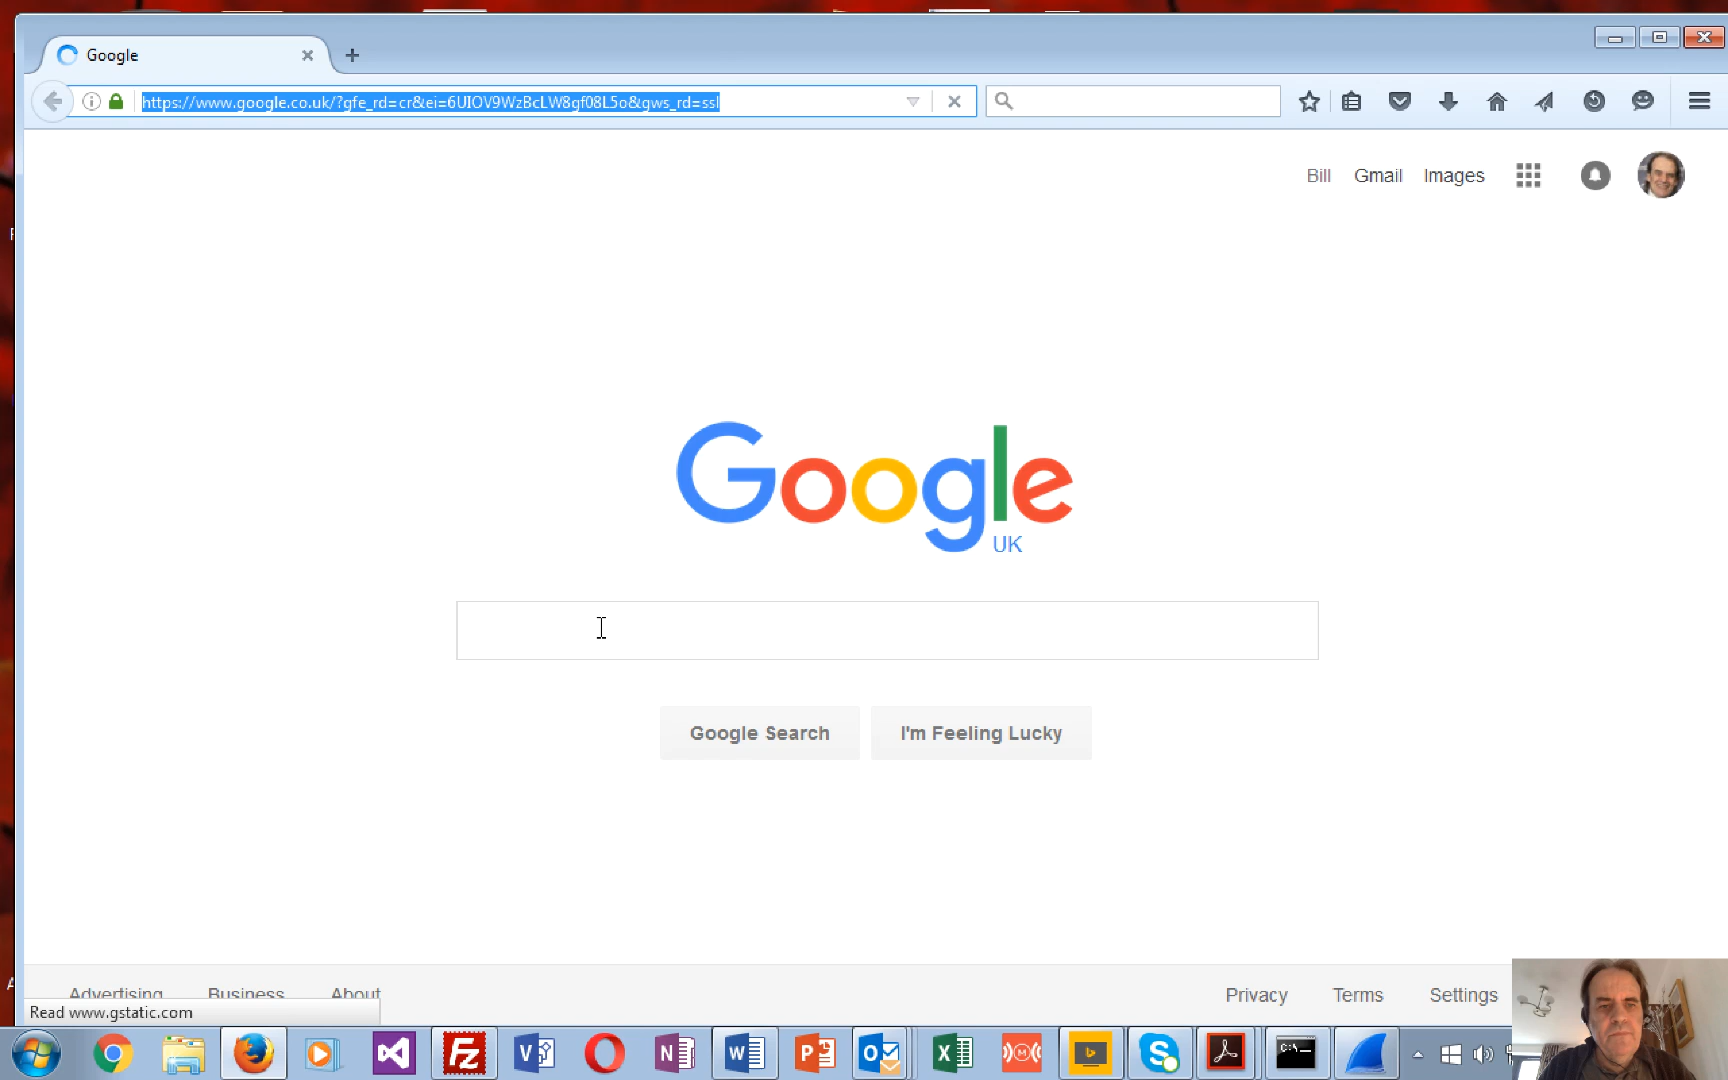 Google
https://www.google.co.uk/?gfe_rd=cr&ei=6UIOV9WzBcLW8gf08L5o&gws_rd=ssl
Bill Gmail Images
Google
UK
Google Search I'm Feeling Lucky
Advertising Business About Privacy Terms Settings
Read www.gstatic.com